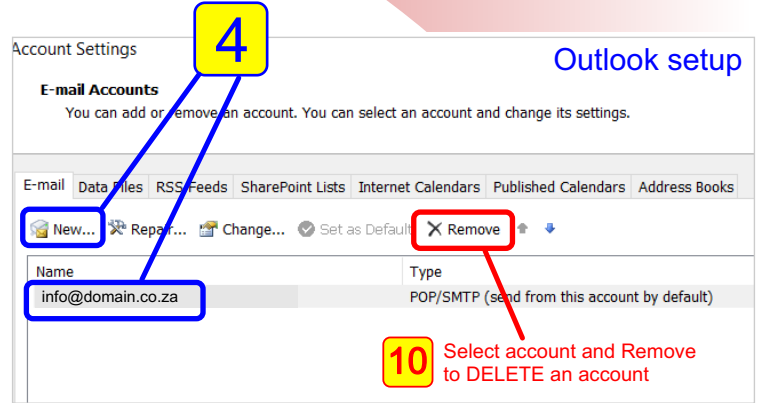 4
Account Settings
Outlook setup
E-mail Accounts
You can add or remove an account. You can select an account and change its settings.
E-mail Data Files RSS Feeds SharePoint Lists Internet Calendars Published Calendars Address Books
New... Repair... Change... Set as Default Remove
Name Type
info@domain.co.za POP/SMTP (send from this account by default)
10 Select account and Remove
to DELETE an account